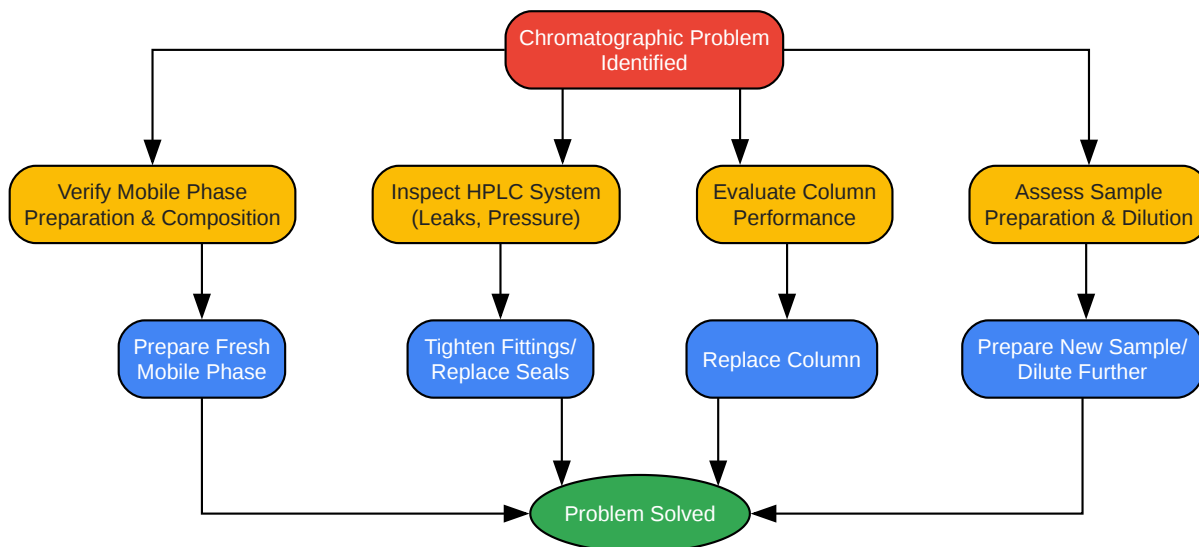 Chromatographic Problem
Identified
Verify Mobile Phase
Preparation & Composition
Inspect HPLC System
(Leaks, Pressure)
Evaluate Column
Performance
Assess Sample
Preparation & Dilution
Prepare Fresh
Mobile Phase
Tighten Fittings/
Replace Seals
Replace Column
Prepare New Sample/
Dilute Further
Problem Solved